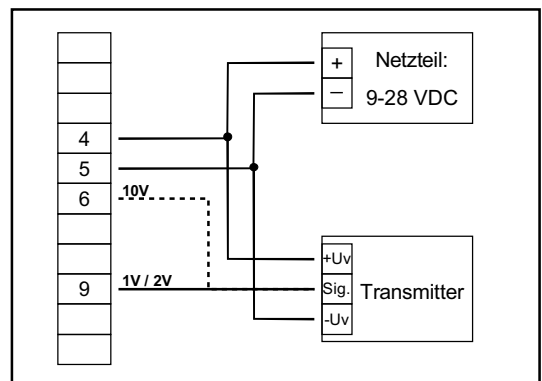 + Netzteil:
– 9-28 VDC
4
5
6 10V
+Uv
9 1V / 2V Sig. Transmitter
-Uv